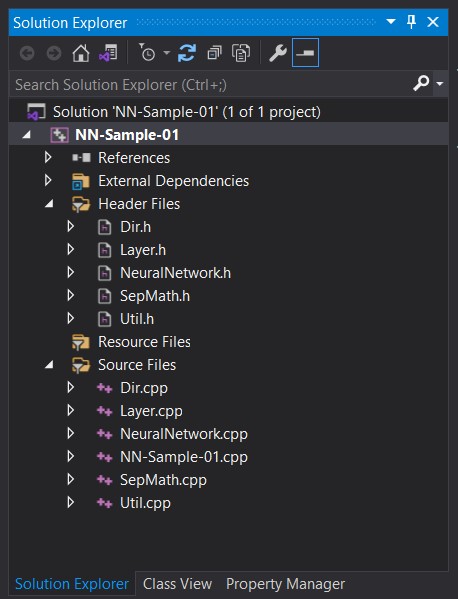 Solution Explorer
Search Solution Explorer (Ctrl+;)
Solution 'NN-Sample-01' (1 of 1 project)
NN-Sample-01
References
External Dependencies
Header Files
Dir.h
Layer.h
NeuralNetwork.h
SepMath.h
Util.h
Resource Files
Source Files
Dir.cpp
Layer.cpp
NeuralNetwork.cpp
NN-Sample-01.cpp
SepMath.cpp
Util.cpp
Solution Explorer Class View Property Manager